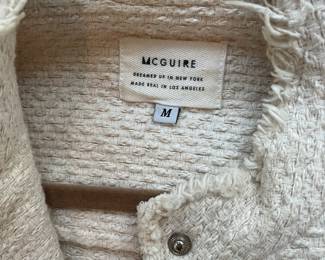 MCGUIRE
DREAMED UP IN NEW YORK
MADE REAL IN LOS ANGELES
M